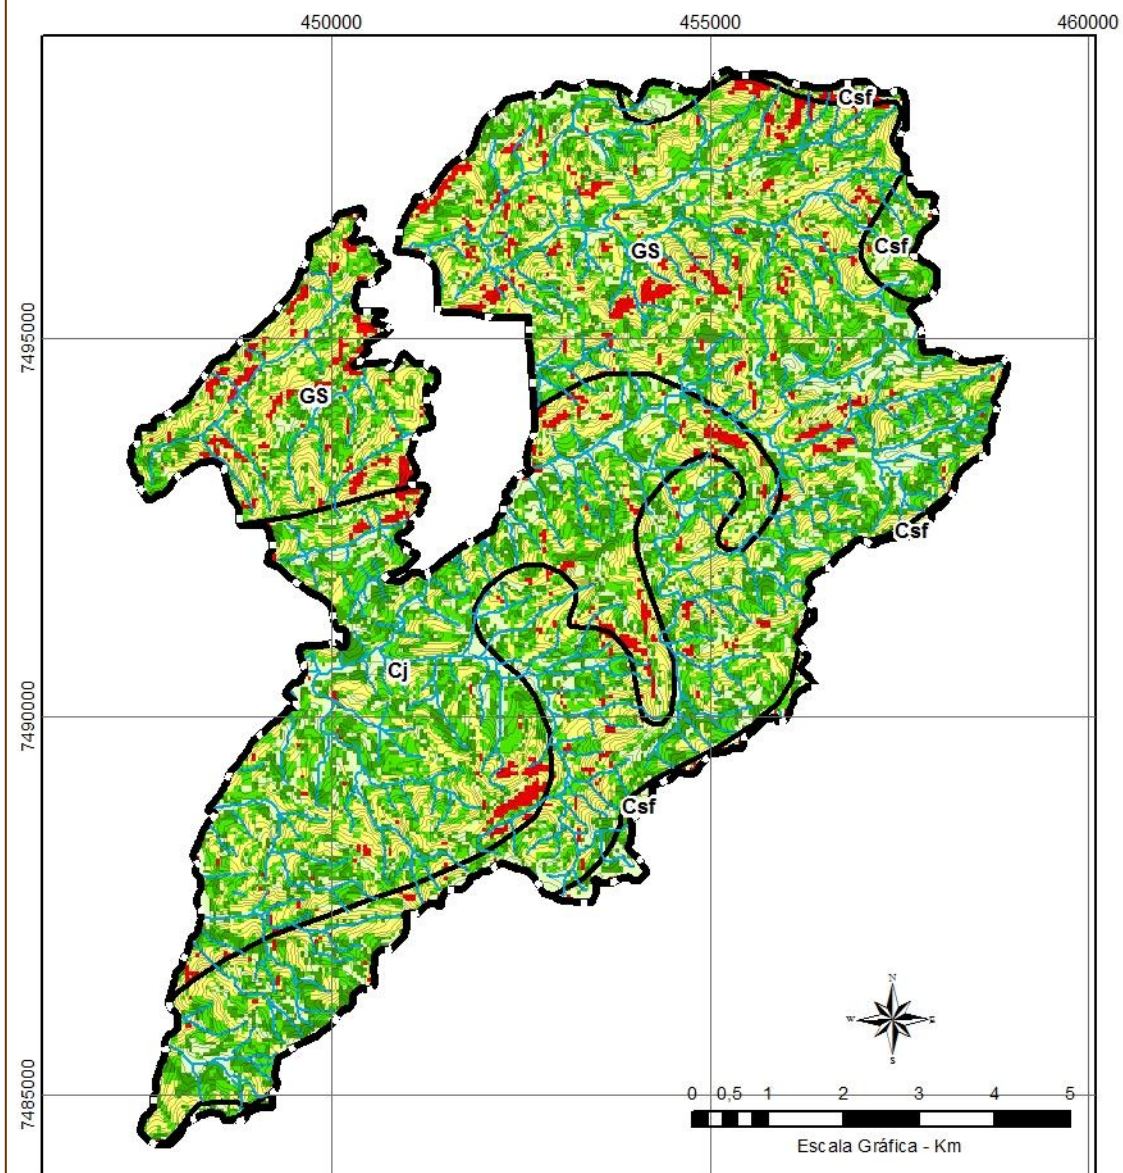 450000 455000 460000
Csf
Csf
GS
7495000
GS
Csf
Cj
7490000
Csf
N
W E
S
7485000
0 0,5 1 2 3 4 5
Escala Gráfica - Km